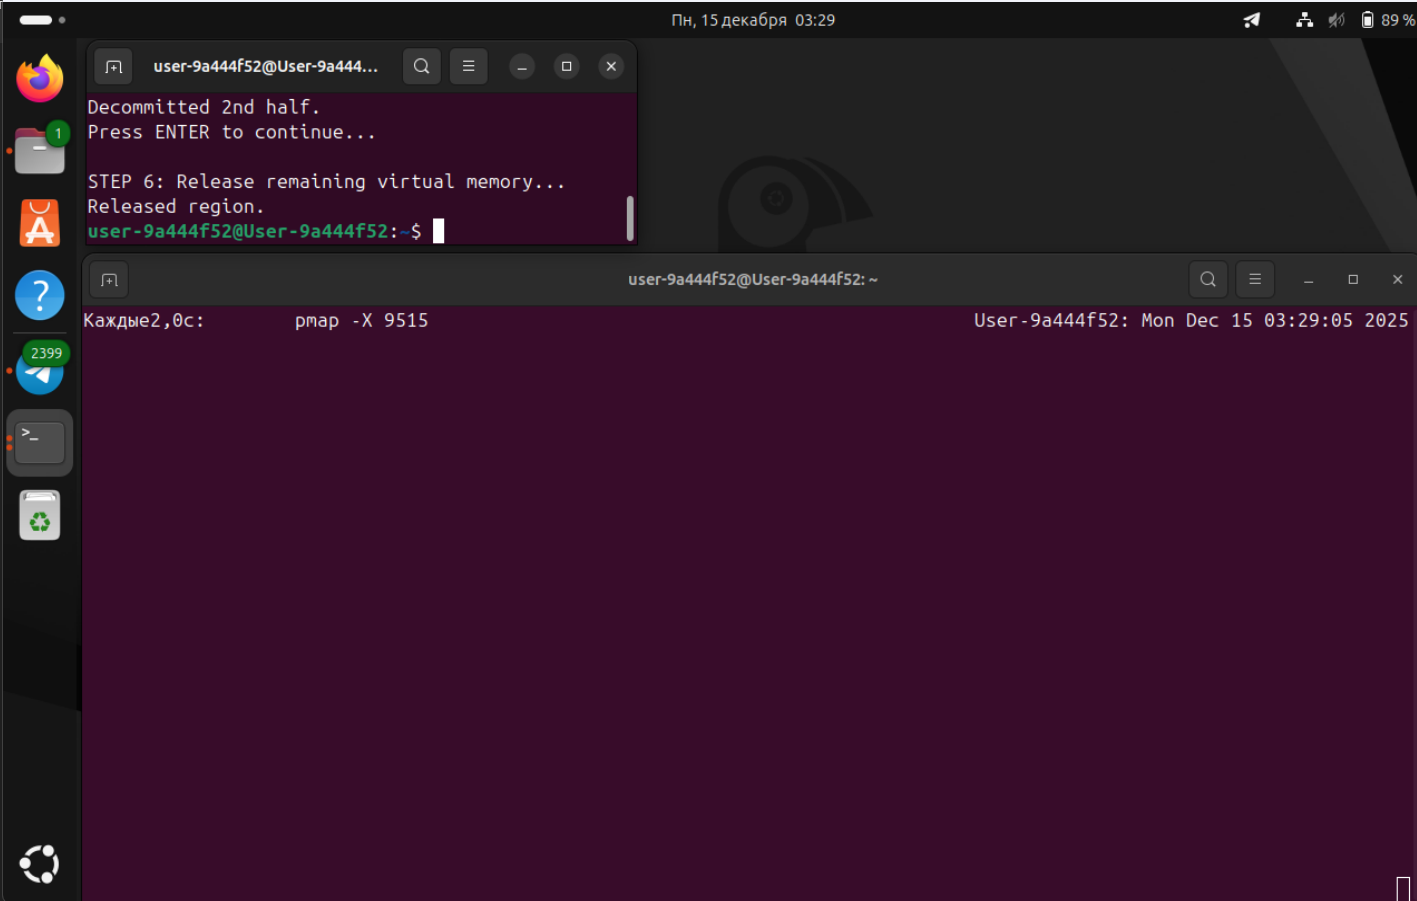 Пн, 15 декабря 03:29
89 %
user-9a444f52@User-9a444...
1
Decommitted 2nd half.
Press ENTER to continue...
STEP 6: Release remaining virtual memory...
Released region.
user-9a444f52@User-9a444f52:~$
user-9a444f52@User-9a444f52: ~
Каждые2,0с: pmap -X 9515 User-9a444f52: Mon Dec 15 03:29:05 2025
2399